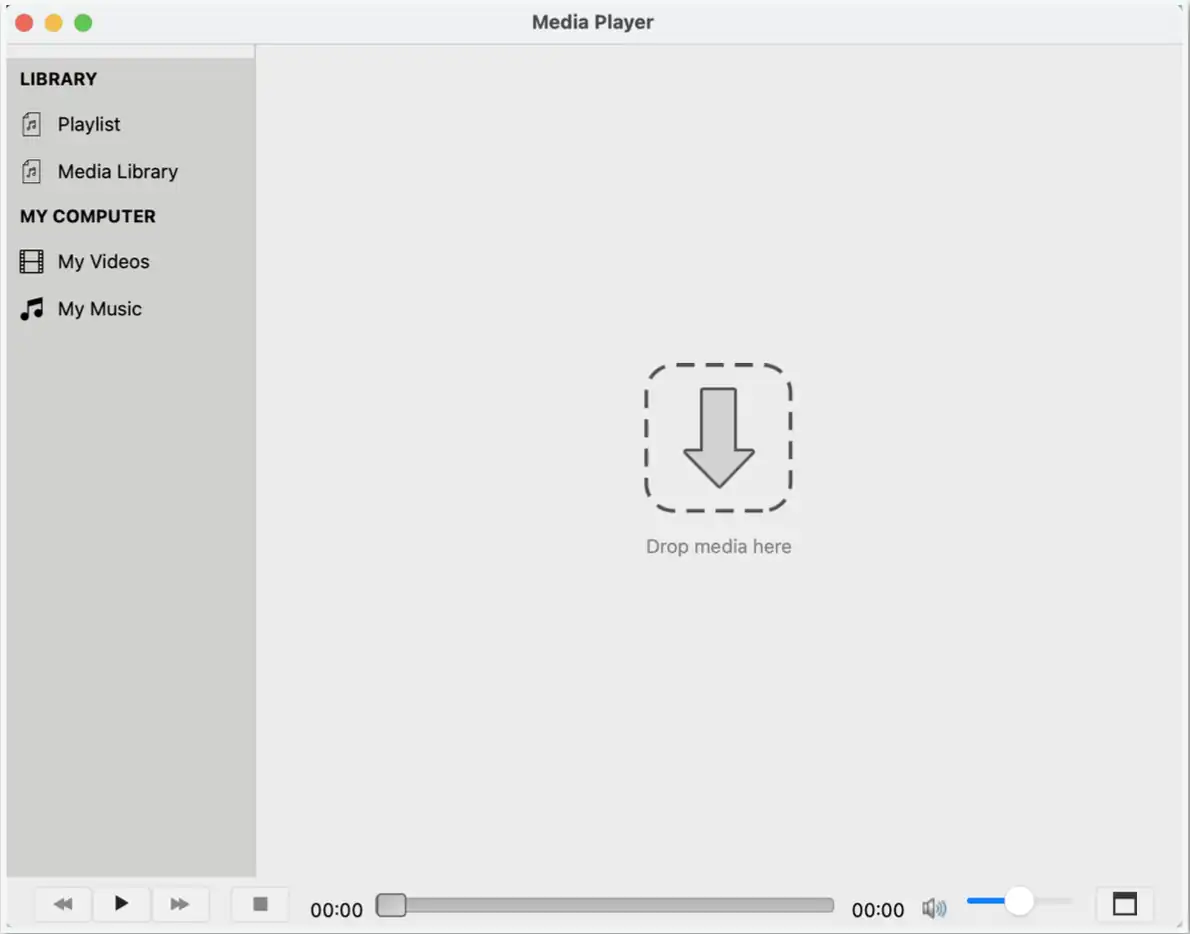 Media Player
LIBRARY
Playlist
Media Library
MY COMPUTER
My Videos
My Music
Drop media here
00:00
00:00